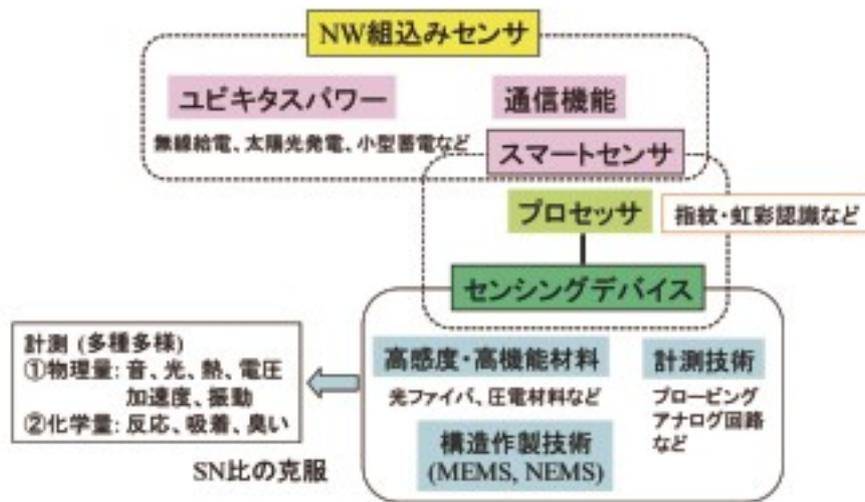 NW組込みセンサ
ユビキタスパワー
通信機能
無線給電、太陽光発電、小型蓄電など
スマートセンサ
プロセッサ
指紋・虹彩認識など
センシングデバイス
計測 (多種多様)
①物理量: 音、光、熱、電圧
加速度、振動
②化学量: 反応、吸着、臭い
高感度・高機能材料
光ファイバ、圧電材料など
計測技術
プロービング
アナログ回路
など
構造作製技術
(MEMS, NEMS)
SN比の克服